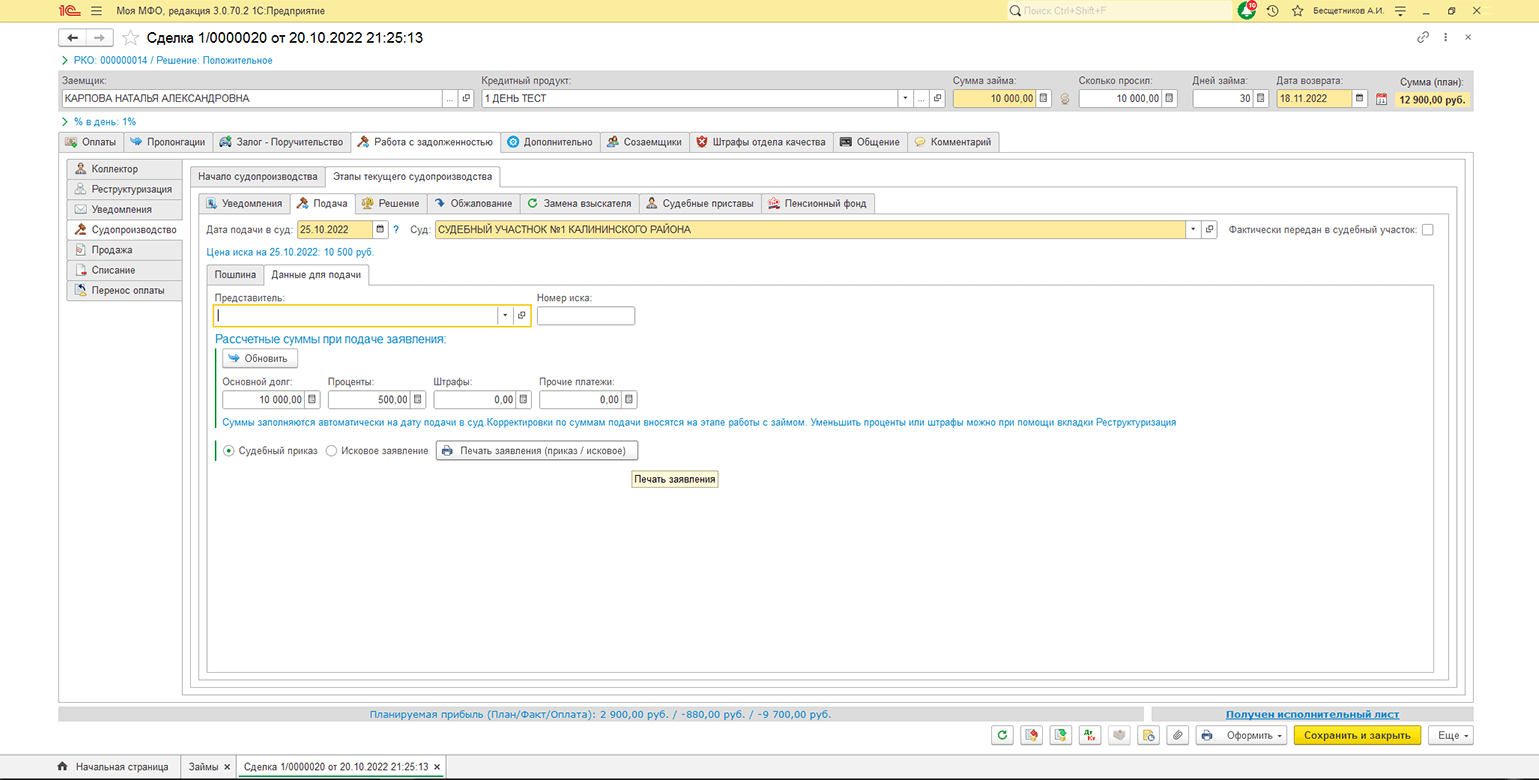 1С Моя МФО, редакция 3.0.70.2 1С:Предприятие Поиск Ctrl+Shift+F 10 Бесщетников А.И.
Сделка 1/0000020 от 20.10.2022 21:25:13
РКО: 000000014 / Решение: Положительное
Заемщик: Кредитный продукт: Сумма займа: Сколько просил: Дней займа: Дата возврата: Сумма (план):
КАРПОВА НАТАЛЬЯ АЛЕКСАНДРОВНА ... 1 ДЕНЬ ТЕСТ ... 10 000,00 10 000,00 30 18.11.2022 12 900,00 руб.
% в день: 1%
Оплаты Пролонгации Залог - Поручительство Работа с задолженностью Дополнительно Созаемщики Штрафы отдела качества Общение Комментарий
Коллектор
Реструктуризация
Уведомления
Судопроизводство
Продажа
Списание
Перенос оплаты
Начало судопроизводства Этапы текущего судопроизводства
Уведомления Подача Решение Обжалование Замена взыскателя Судебные приставы Пенсионный фонд
Дата подачи в суд: 25.10.2022 ? Суд: СУДЕБНЫЙ УЧАСТНОК №1 КАЛИНИНСКОГО РАЙОНА Фактически передан в судебный участок:
Цена иска на 25.10.2022: 10 500 руб.
Пошлина Данные для подачи
Представитель: Номер иска:
Рассчетные суммы при подаче заявления:
Обновить
Основной долг: Проценты: Штрафы: Прочие платежи:
10 000,00 500,00 0,00 0,00
Суммы заполняются автоматически на дату подачи в суд.Корректировки по суммам подачи вносятся на этапе работы с займом. Уменьшить проценты или штрафы можно при помощи вкладки Реструктуризация
Судебный приказ Исковое заявление Печать заявления (приказ / исковое)
Печать заявления
Планируемая прибыль (План/Факт/Оплата): 2 900,00 руб. / -880,00 руб. / -9 700,00 руб. Получен исполнительный лист
Дт Кт Оформить Сохранить и закрыть Еще
Начальная страница Займы Сделка 1/0000020 от 20.10.2022 21:25:13